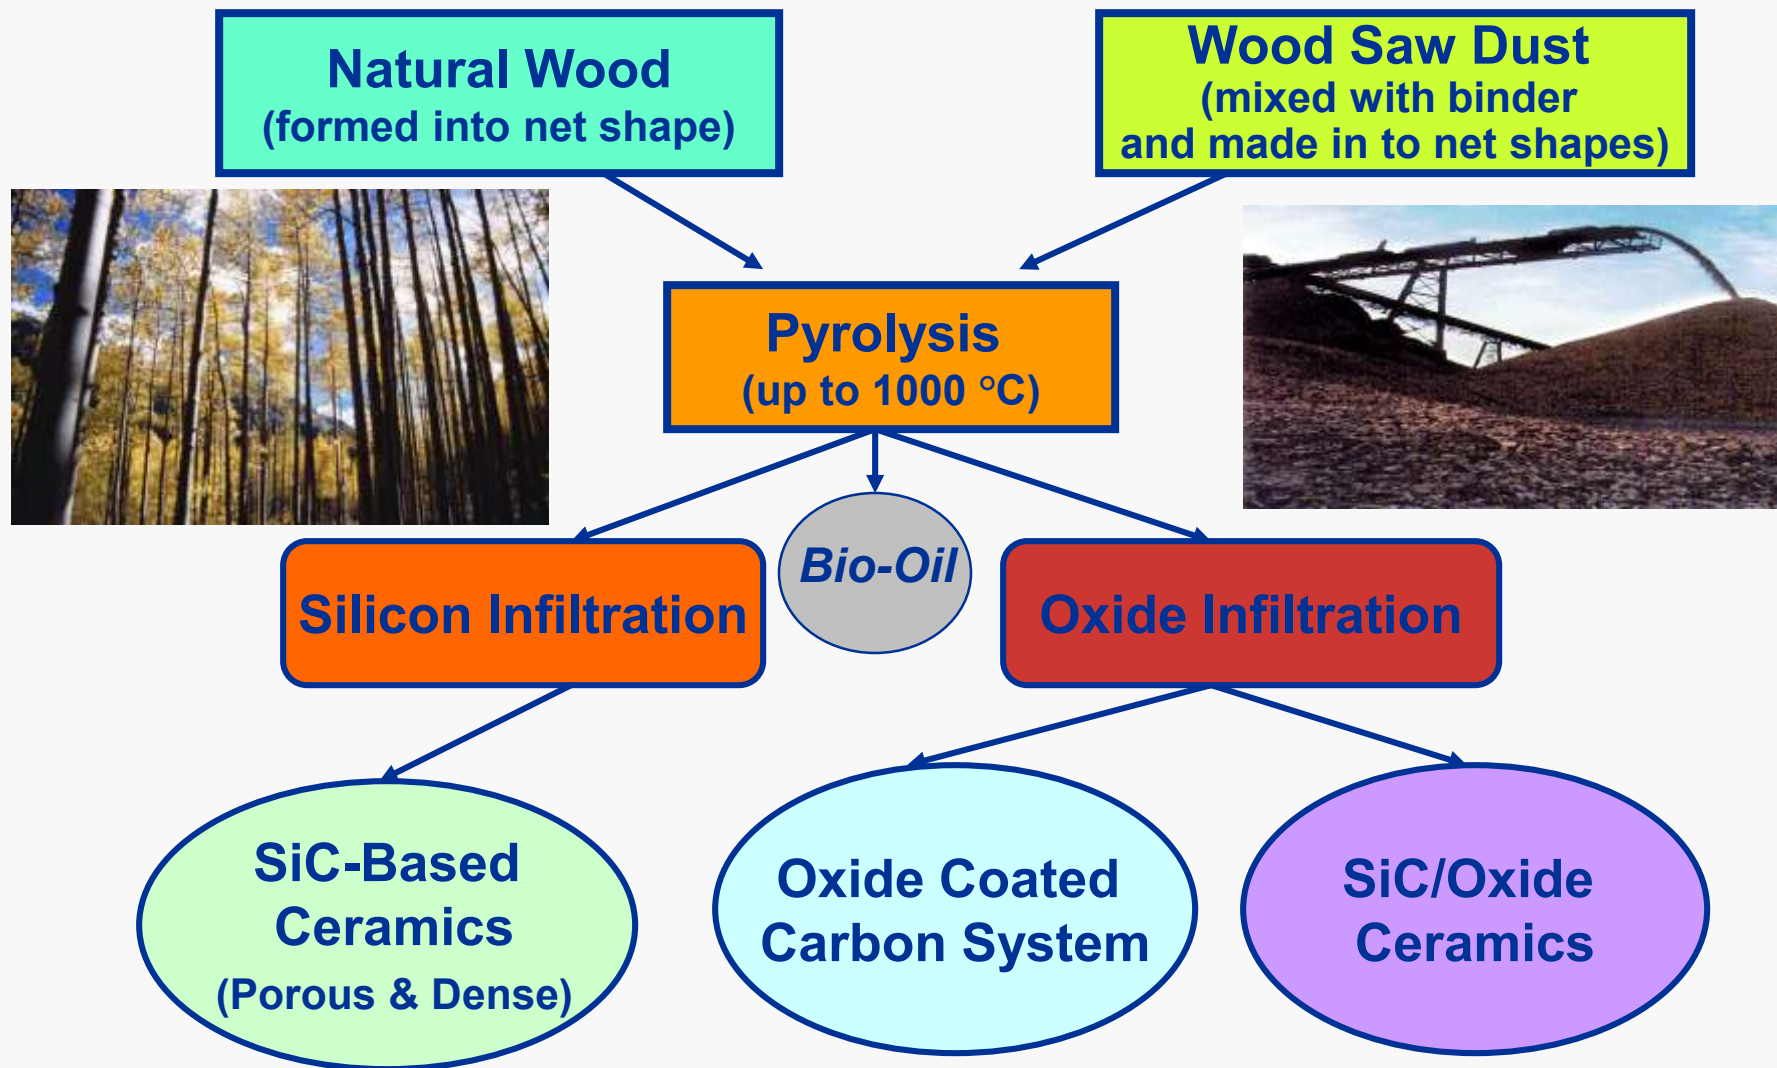 Natural Wood
(formed into net shape)
Wood Saw Dust
(mixed with binder
and made in to net shapes)
Pyrolysis
(up to 1000 °C)
Silicon Infiltration
Bio-Oil
Oxide Infiltration
SiC-Based
Ceramics
(Porous & Dense)
Oxide Coated
Carbon System
SiC/Oxide
Ceramics